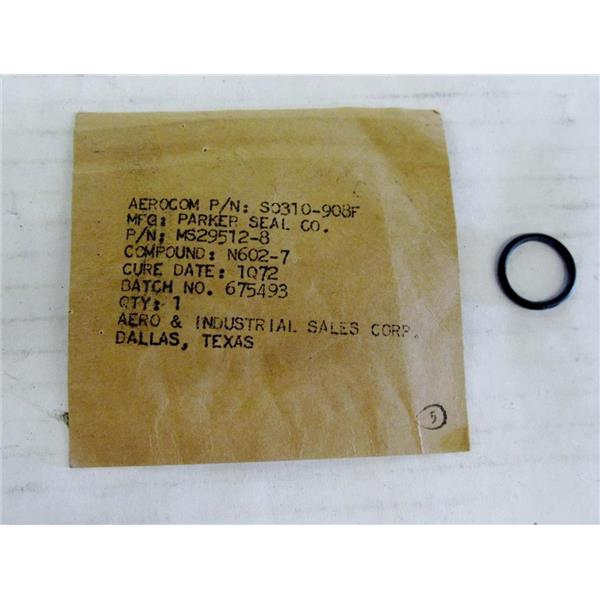 AEROCOM P/N: S0310-908F
MFG: PARKER SEAL CO.
P/N: MS29512-8
COMPOUND: N602-7
CURE DATE: 1Q72
BATCH NO. 675493
QTY: 1
AERO & INDUSTRIAL SALES CORP.
DALLAS, TEXAS
5